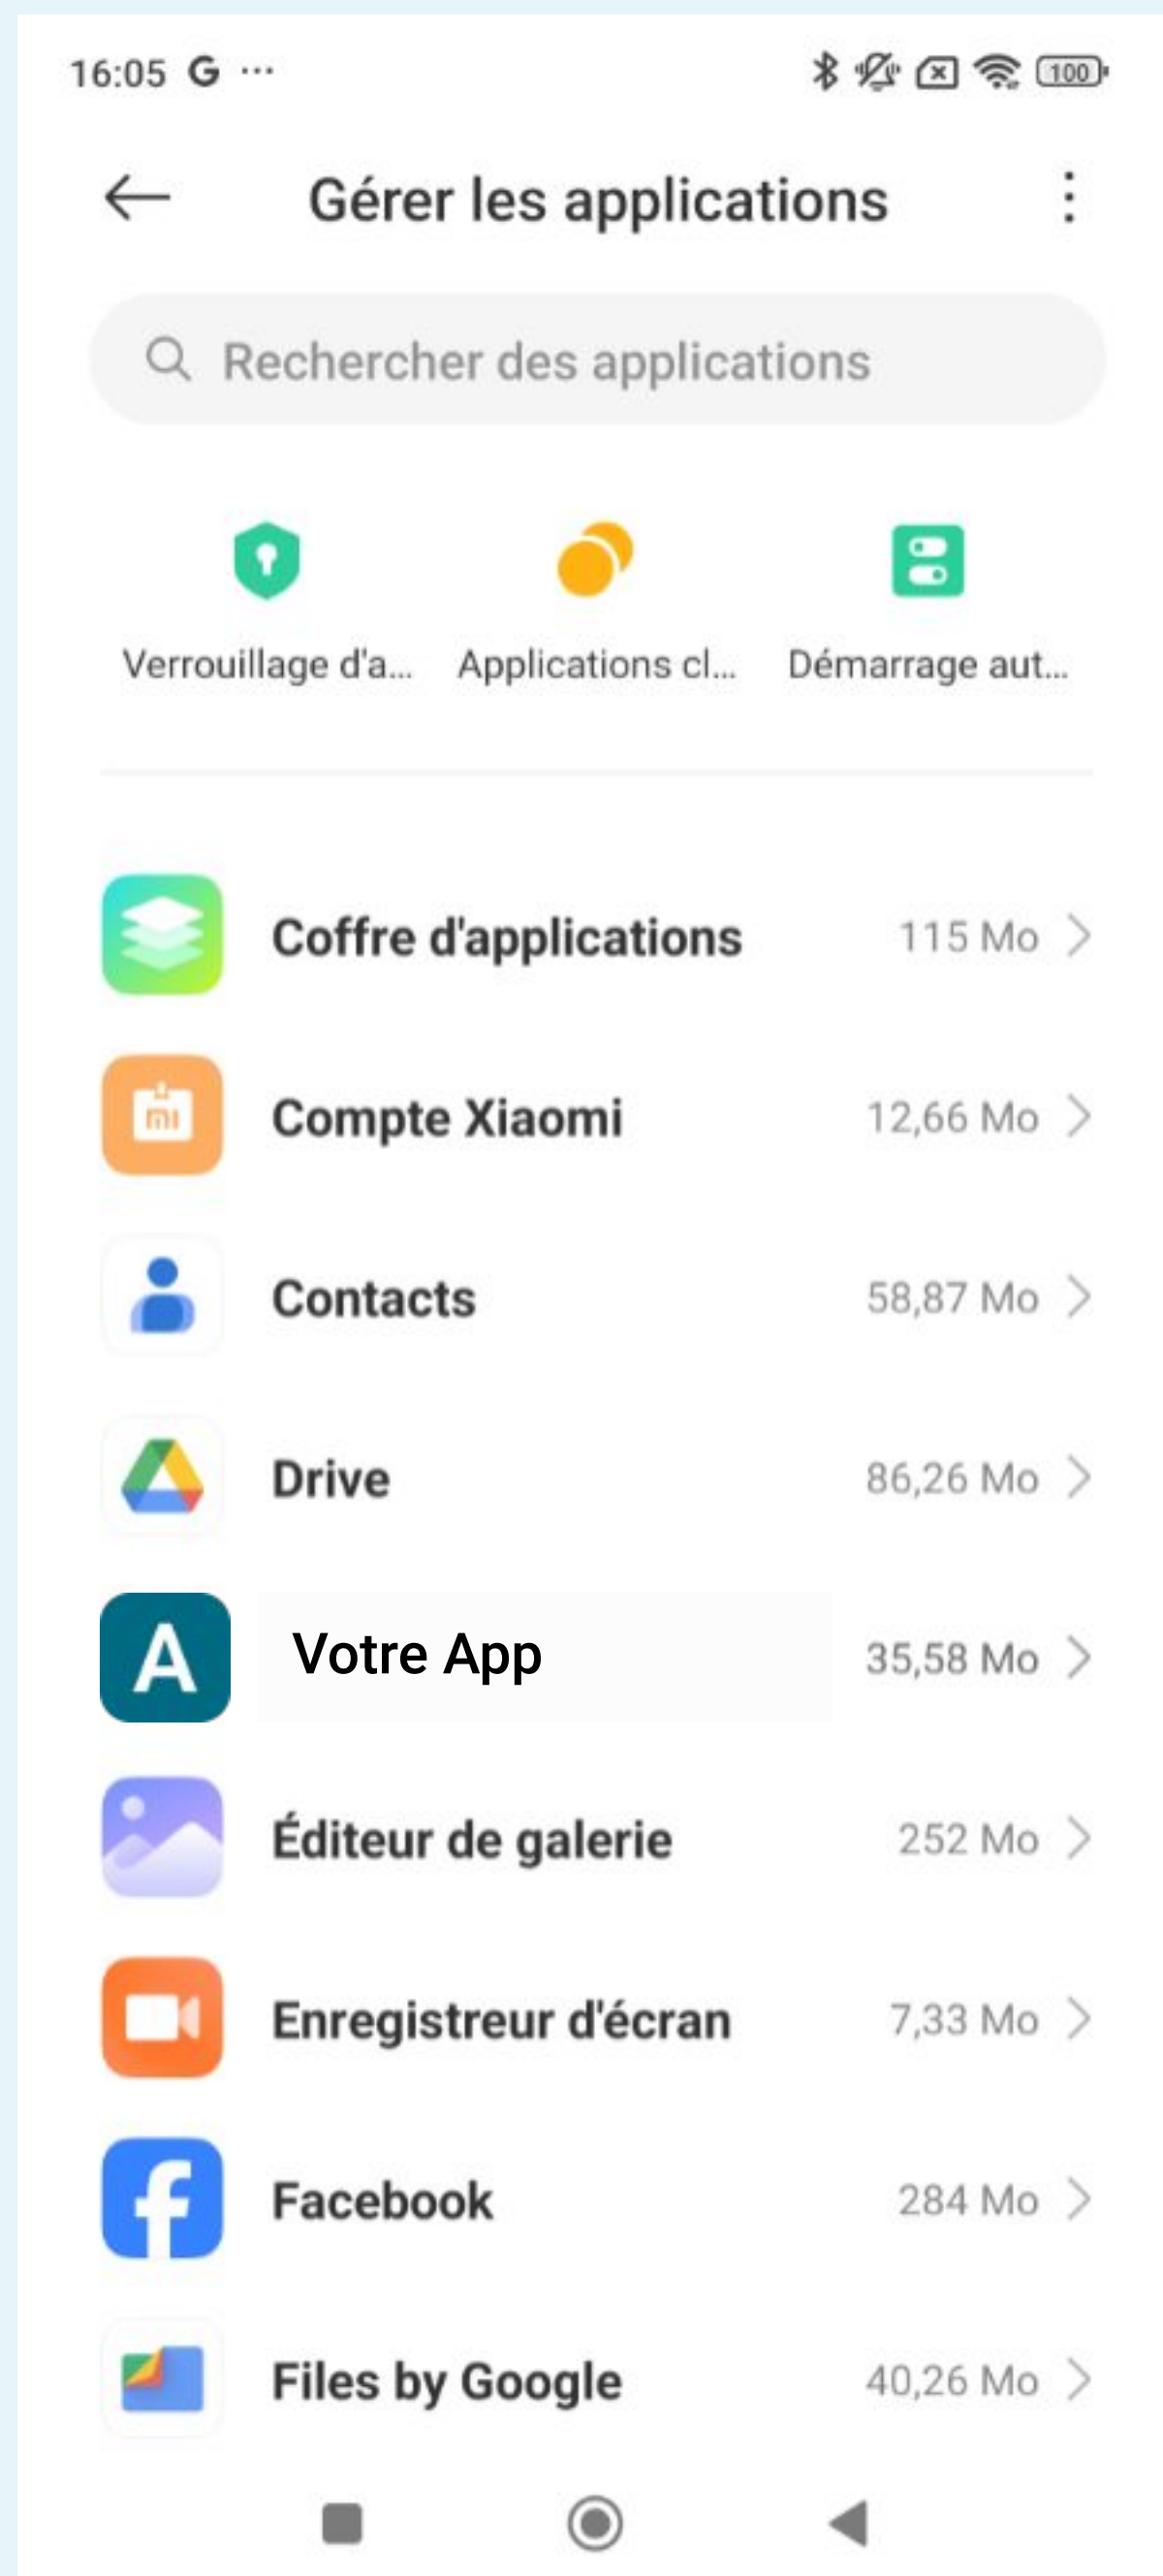 16:05 G ...
100
Gérer les applications
Rechercher des applications
Verrouillage d'a... Applications cl... Démarrage aut...
Coffre d'applications 115 Mo
mi
Compte Xiaomi 12,66 Mo
Contacts 58,87 Mo
Drive 86,26 Mo
A Votre App 35,58 Mo
Éditeur de galerie 252 Mo
Enregistreur d'écran 7,33 Mo
f Facebook 284 Mo
Files by Google 40,26 Mo